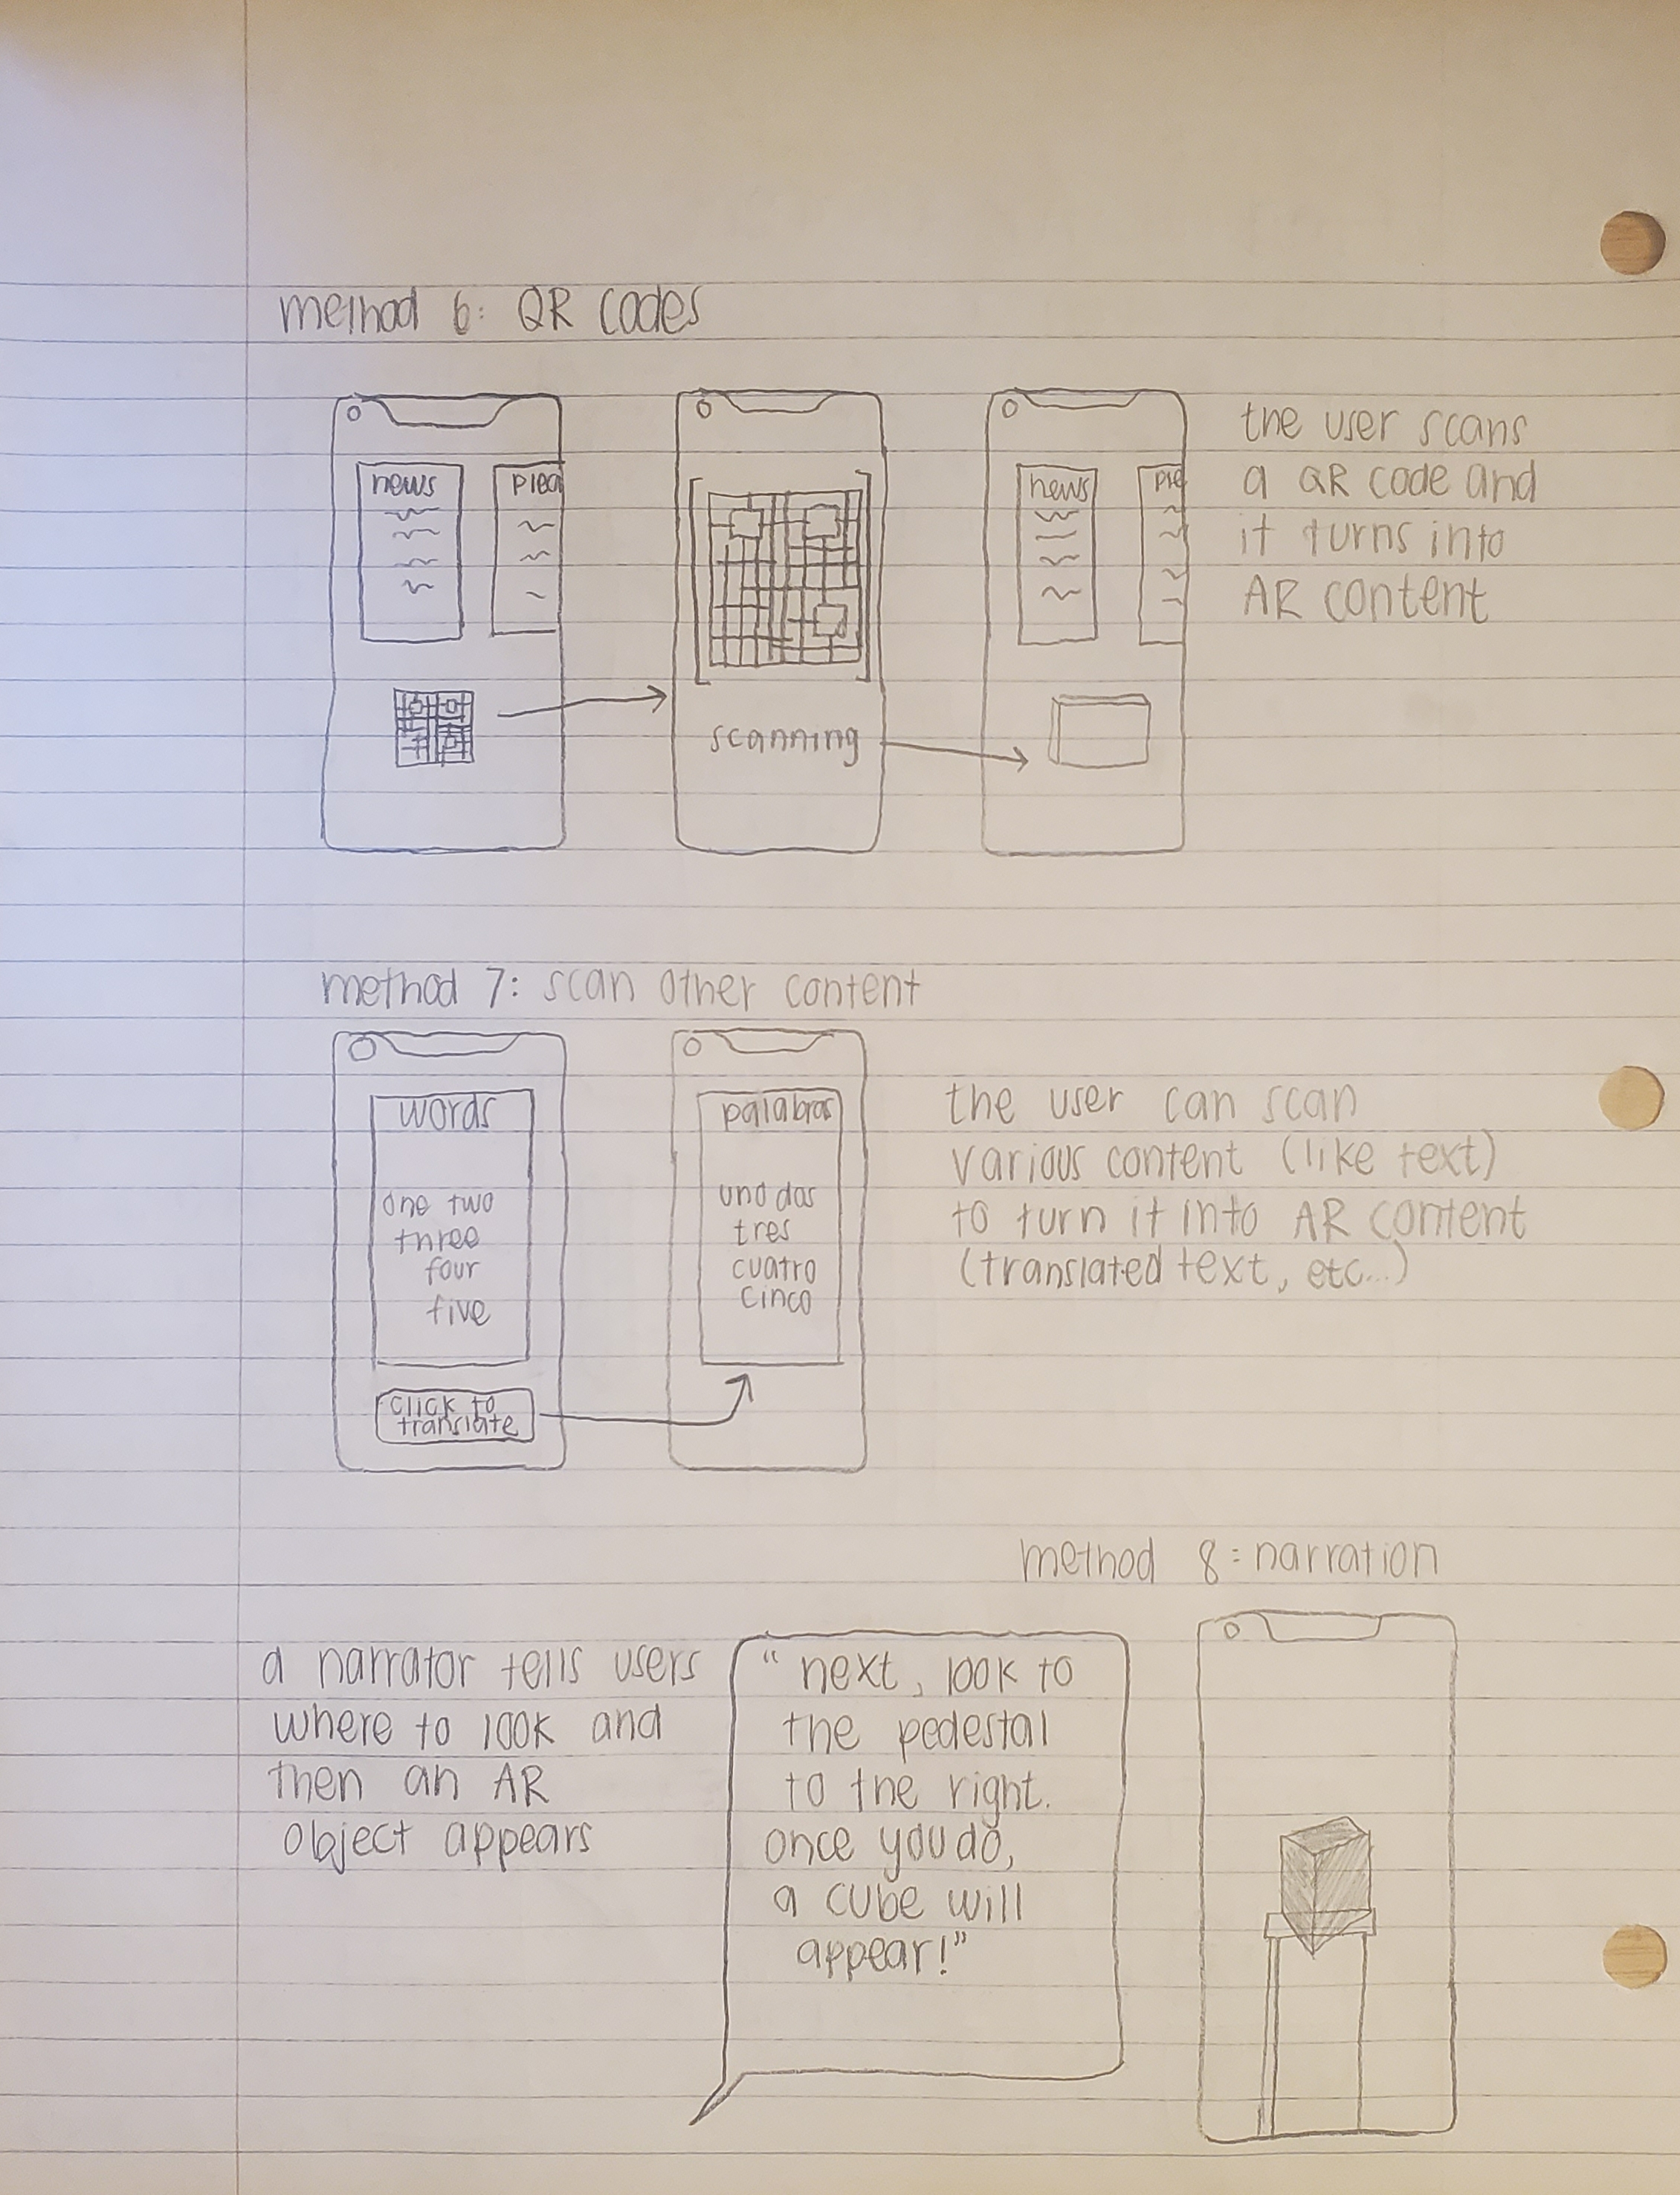 method 6: QR codes
news
news
scanning
the user scans
a QR code and
it turns into
AR content
method 7: scan other content
words
one two
three
four
five
click to
translate
palabras
uno dos
tres
cuatro
cinco
the user can scan
various content (like text)
to turn it into AR content
(translated text, etc...)
method 8: narration
a narrator tells users
where to look and
then an AR
object appears
"next, look to
the pedestal
to the right.
once you do,
a cube will
appear!"